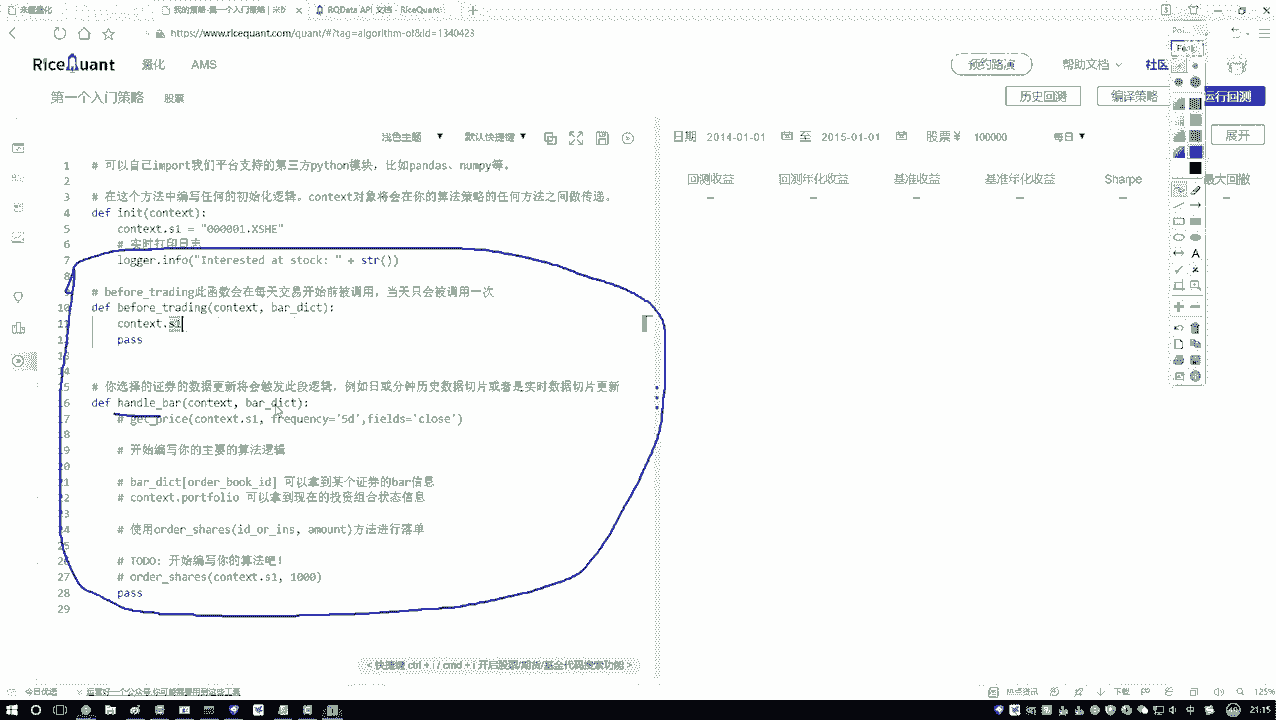 我的策略-第一个入门策略 | 米
RQData API 文档 - RiceQuant
https://www.ricequant.com/quant/#?tag=algorithm-of&id=1340423
RiceQuant 量化 AMS 预约路演 帮助文档 社区
第一个入门策略 股票 历史回测 编译策略 运行回测
浅色主题 默认快捷键 日期 2014-01-01 至 2015-01-01 股票 ¥ 100000 每日 展开
回测收益 回测年化收益 基准收益 基准年化收益 Sharpe 最大回撤
1 # 可以自己import我们平台支持的第三方python模块，比如pandas、numpy等。
2
3 # 在这个方法中编写任何的初始化逻辑。context对象将会在你的算法策略的任何方法之间做传递。
4 def init(context):
5 context.s1 = "000001.XSHE"
6 # 实时打印日志
7 logger.info("Interested at stock: " + str())
8
# before_trading此函数会在每天交易开始前被调用，当天只会被调用一次
10 def before_trading(context, bar_dict):
context.s1
pass
# 你选择的证券的数据更新将会触发此段逻辑，例如日或分钟历史数据切片或者是实时数据切片更新
def handle_bar(context, bar_dict):
# get_price(context.s1, frequency='5d',fields='close')
18
19 # 开始编写你的主要的算法逻辑
20
# bar_dict[order_book_id] 可以拿到某个证券的bar信息
# context.portfolio 可以拿到现在的投资组合状态信息
# 使用order_shares(id_or_ins, amount)方法进行落单
# TODO: 开始编写你的算法吧！
27 # order_shares(context.s1, 1000)
28 pass
29
< 快捷键 ctrl + i / cmd + i 开启股票/期货/基金代码搜索功能 >
今日优选 热点资讯 下载 125%
21:15